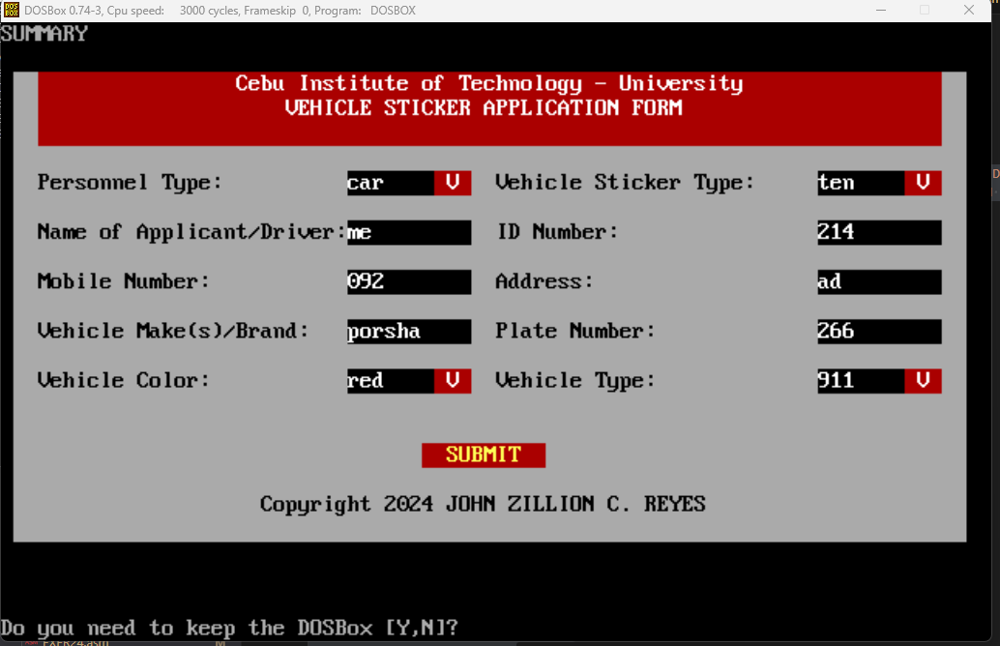 DOSBox 0.74-3, Cpu speed: 3000 cycles, Frameskip 0, Program: DOSBOX
SUMMARY
Cebu Institute of Technology - University
VEHICLE STICKER APPLICATION FORM
Personnel Type: car V Vehicle Sticker Type: ten V
Name of Applicant/Driver: me ID Number: 214
Mobile Number: 092 Address: ad
Vehicle Make(s)/Brand: porsha Plate Number: 266
Vehicle Color: red V Vehicle Type: 911 V
SUBMIT
Copyright 2024 JOHN ZILLION C. REYES
Do you need to keep the DOSBox [Y,N]?